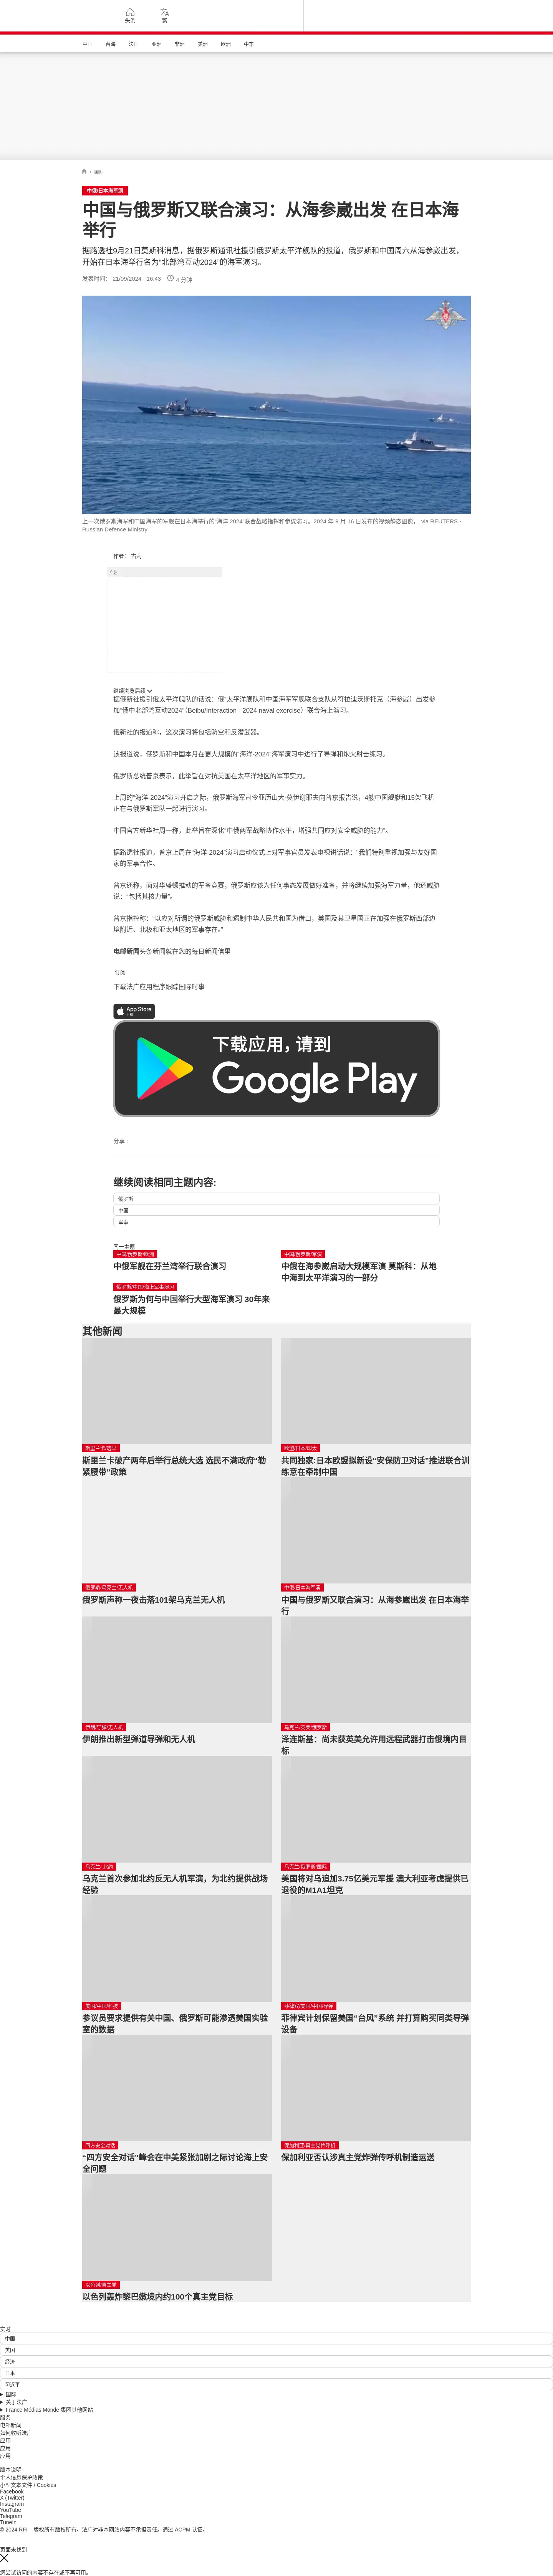 头条
繁
中国
台海
法国
亚洲
非洲
美洲
欧洲
中东
/ 国际
中俄/日本海军演
中国与俄罗斯又联合演习：从海参崴出发 在日本海
举行
据路透社9月21日莫斯科消息，据俄罗斯通讯社援引俄罗斯太平洋舰队的报道，俄罗斯和中国周六从海参崴出发，
开始在日本海举行名为“北部湾互动2024”的海军演习。
发表时间： 21/09/2024 - 16:43
4 分钟
上一次俄罗斯海军和中国海军的军舰在日本海举行的“海洋 2024”联合战略指挥和参谋演习。2024 年 9 月 16 日发布的视频静态图像， via REUTERS -
Russian Defence Ministry
作者： 古莉
广告
继续浏览后续
据俄新社援引俄太平洋舰队的话说：俄“太平洋舰队和中国海军军舰联合支队从符拉迪沃斯托克（海参崴）出发参
加“俄中北部湾互动2024”（Beibu/Interaction - 2024 naval exercise）联合海上演习。
俄新社的报道称，这次演习将包括防空和反潜武器。
该报道说，俄罗斯和中国本月在更大规模的“海洋-2024”海军演习中进行了导弹和炮火射击练习。
俄罗斯总统普京表示，此举旨在对抗美国在太平洋地区的军事实力。
上周的“海洋-2024”演习开启之际，俄罗斯海军司令亚历山大·莫伊谢耶夫向普京报告说，4艘中国舰艇和15架飞机
正在与俄罗斯军队一起进行演习。
中国官方新华社周一称，此举旨在深化“中俄两军战略协作水平，增强共同应对安全威胁的能力”。
据路透社报道，普京上周在“海洋-2024”演习启动仪式上对军事官员发表电视讲话说：“我们特别重视加强与友好国
家的军事合作。
普京还称，面对华盛顿推动的军备竞赛，俄罗斯应该为任何事态发展做好准备，并将继续加强海军力量，他还威胁
说：“包括其核力量”。
普京指控称：“以应对所谓的俄罗斯威胁和遏制中华人民共和国为借口，美国及其卫星国正在加强在俄罗斯西部边
境附近、北极和亚太地区的军事存在。”
电邮新闻头条新闻就在您的每日新闻信里
订阅
下载法广应用程序跟踪国际时事
App Store
下载
下载应用，请到
Google Play
分享 :
继续阅读相同主题内容:
俄罗斯
中国
军事
同一主题
中国/俄罗斯/欧洲
中俄军舰在芬兰湾举行联合演习
中国/俄罗斯/军演
中俄在海参崴启动大规模军演 莫斯科：从地
中海到太平洋演习的一部分
俄罗斯/中国/海上军事演习
俄罗斯为何与中国举行大型海军演习 30年来
最大规模
其他新闻
斯里兰卡/选举
斯里兰卡破产两年后举行总统大选 选民不满政府“勒
紧腰带”政策
欧盟/日本/印太
共同独家:日本欧盟拟新设“安保防卫对话”推进联合训
练意在牵制中国
俄罗斯/乌克兰/无人机
俄罗斯声称一夜击落101架乌克兰无人机
中俄/日本海军演
中国与俄罗斯又联合演习：从海参崴出发 在日本海举
行
伊朗/导弹/无人机
伊朗推出新型弹道导弹和无人机
乌克兰/英美/俄罗斯
泽连斯基：尚未获英美允许用远程武器打击俄境内目
标
乌克兰/ 北约
乌克兰首次参加北约反无人机军演，为北约提供战场
经验
乌克兰/俄罗斯/国际
美国将对乌追加3.75亿美元军援 澳大利亚考虑提供已
退役的M1A1坦克
美国/中国/科技
参议员要求提供有关中国、俄罗斯可能渗透美国实验
室的数据
菲律宾/美国/中国/导弹
菲律宾计划保留美国“台风”系统 并打算购买同类导弹
设备
四方安全对话
“四方安全对话”峰会在中美紧张加剧之际讨论海上安
全问题
保加利亚/真主党传呼机
保加利亚否认涉真主党炸弹传呼机制造运送
以色列/真主党
以色列轰炸黎巴嫩境内约100个真主党目标
实时
中国
美国
经济
日本
习近平
国际
关于法广
France Médias Monde 集团其他网站
服务
电邮新闻
如何收听法广
应用
应用
应用
版本说明
个人信息保护政策
小型文本文件 / Cookies
Facebook
X (Twitter)
Instagram
YouTube
Telegram
TuneIn
© 2024 RFI – 版权所有版权所有。法广对非本网站内容不承担责任。通过 ACPM 认证。
页面未找到
您尝试访问的内容不存在或不再可用。